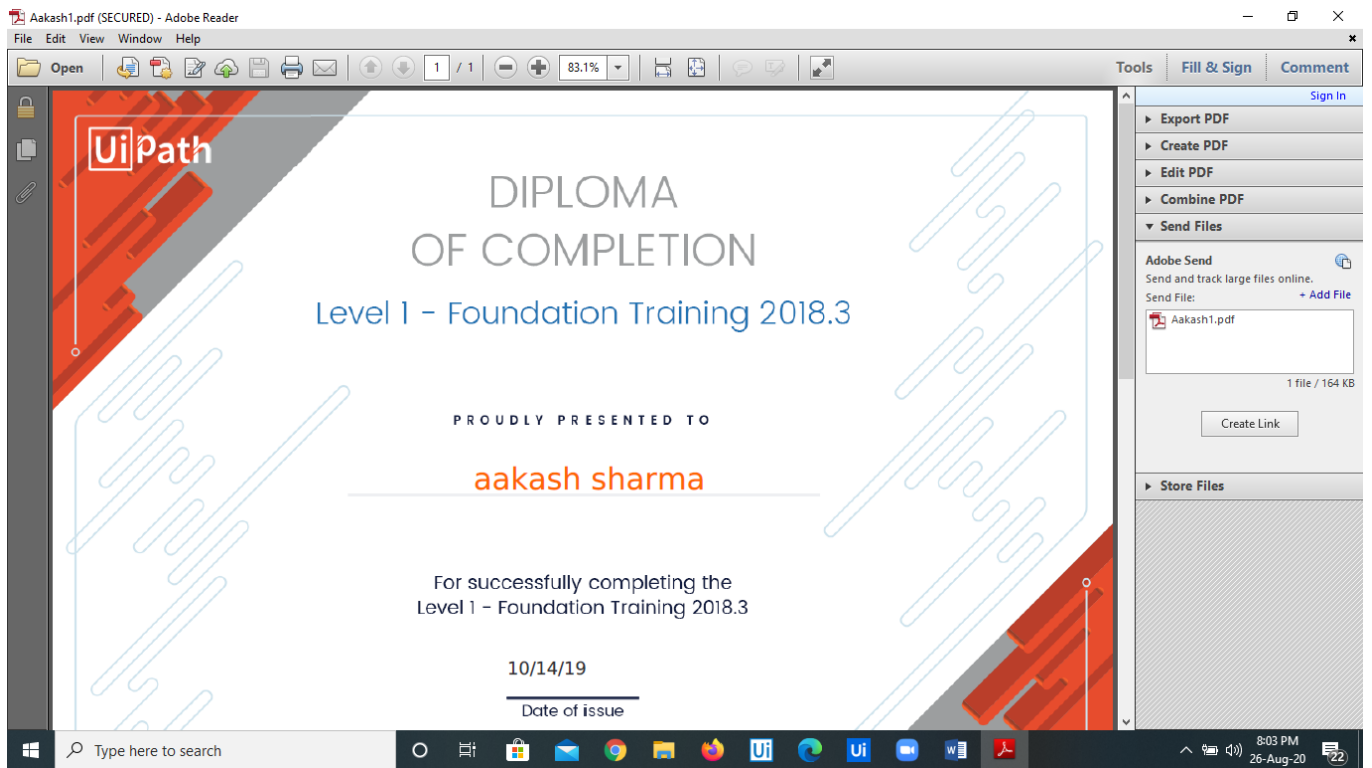 Aakash1.pdf (SECURED) - Adobe Reader
File Edit View Window Help
Open 1 / 1 83.1% Tools Fill & Sign Comment
Sign In
Export PDF
Create PDF
Edit PDF
Combine PDF
Send Files
Adobe Send
Send and track large files online.
Send File: + Add File
Aakash1.pdf
1 file / 164 KB
Create Link
Store Files
UiPath
DIPLOMA
OF COMPLETION
Level 1 - Foundation Training 2018.3
PROUDLY PRESENTED TO
aakash sharma
For successfully completing the
Level 1 - Foundation Training 2018.3
10/14/19
Date of issue
Type here to search
Ui
Ui
W
8:03 PM
26-Aug-20
22